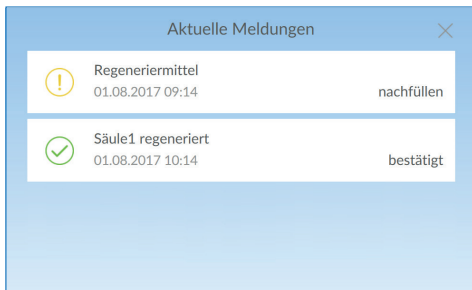 Aktuelle Meldungen
Regeneriermittel
01.08.2017 09:14
nachfüllen
Säule1 regeneriert
01.08.2017 10:14
bestätigt